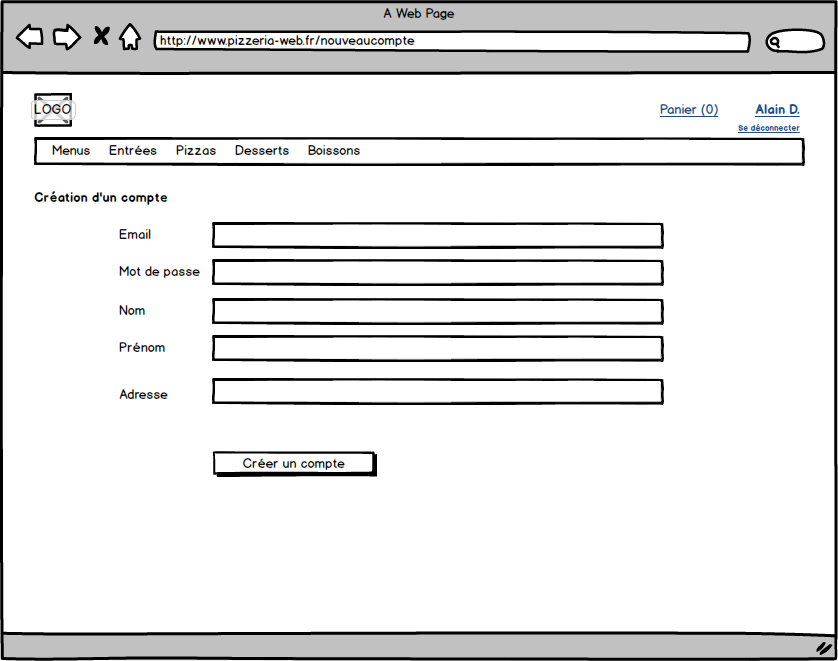 A Web Page
http://www.pizzeria-web.fr/nouveaucompte
LOGO
Panier (0) Alain D.
Se déconnecter
Menus Entrées Pizzas Desserts Boissons
Création d'un compte
Email
Mot de passe
Nom
Prénom
Adresse
Créer un compte